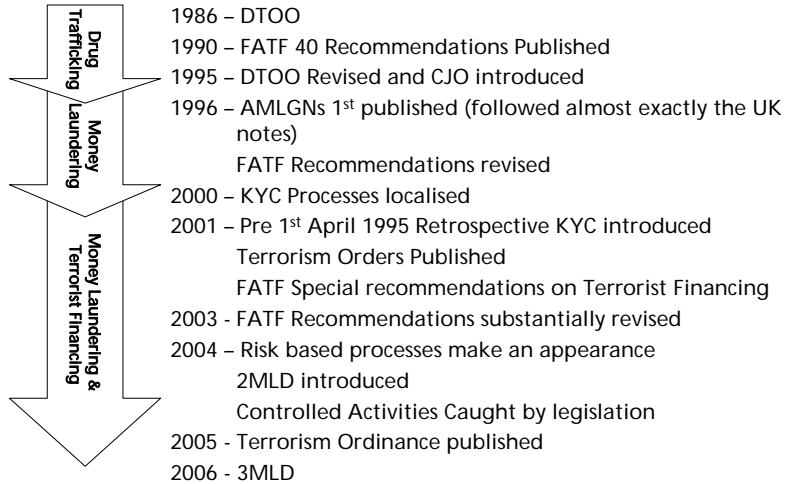 Drug
Trafficking
Money
Laundering
Money Laundering &
Terrorist Financing
1986 – DTOO
1990 – FATF 40 Recommendations Published
1995 – DTOO Revised and CJO introduced
1996 – AMLGNs 1st published (followed almost exactly the UK
notes)
FATF Recommendations revised
2000 – KYC Processes localised
2001 – Pre 1st April 1995 Retrospective KYC introduced
Terrorism Orders Published
FATF Special recommendations on Terrorist Financing
2003 - FATF Recommendations substantially revised
2004 – Risk based processes make an appearance
2MLD introduced
Controlled Activities Caught by legislation
2005 - Terrorism Ordinance published
2006 - 3MLD